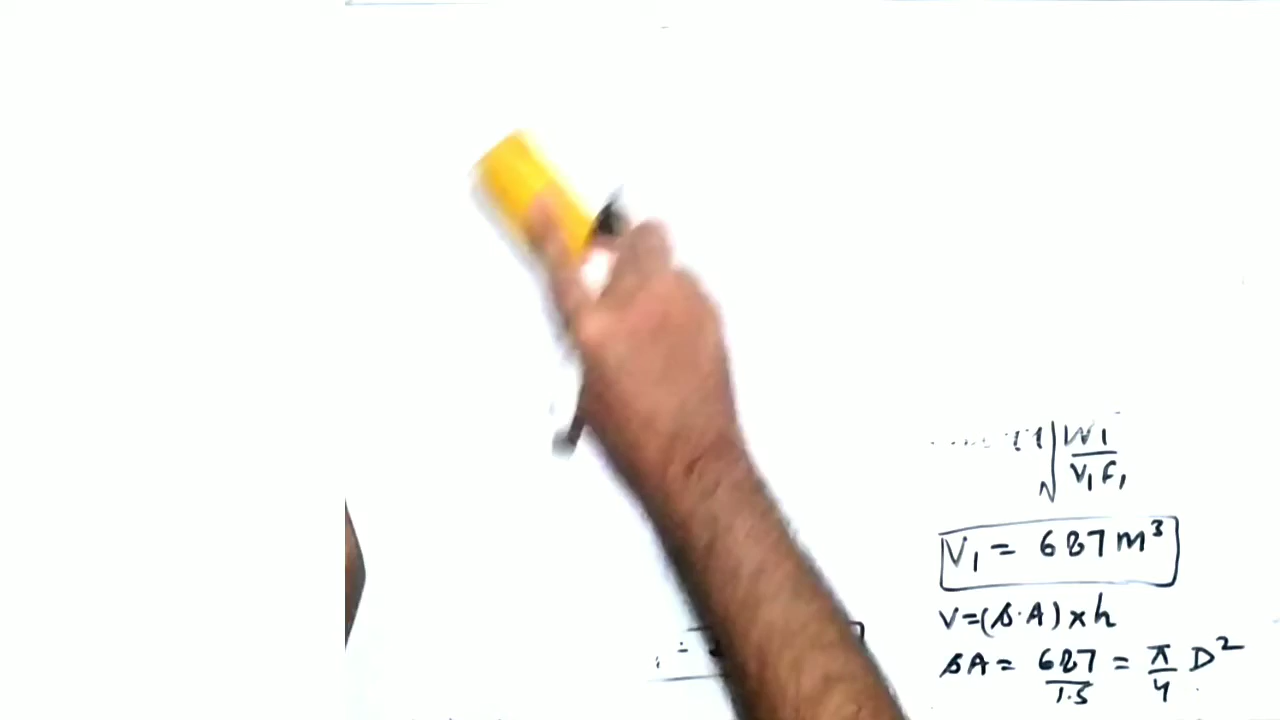 √(W1/V1F1)
V1 = 687 m³
V=(S.A)×h
SA = 687/1.5 = π/4 D²